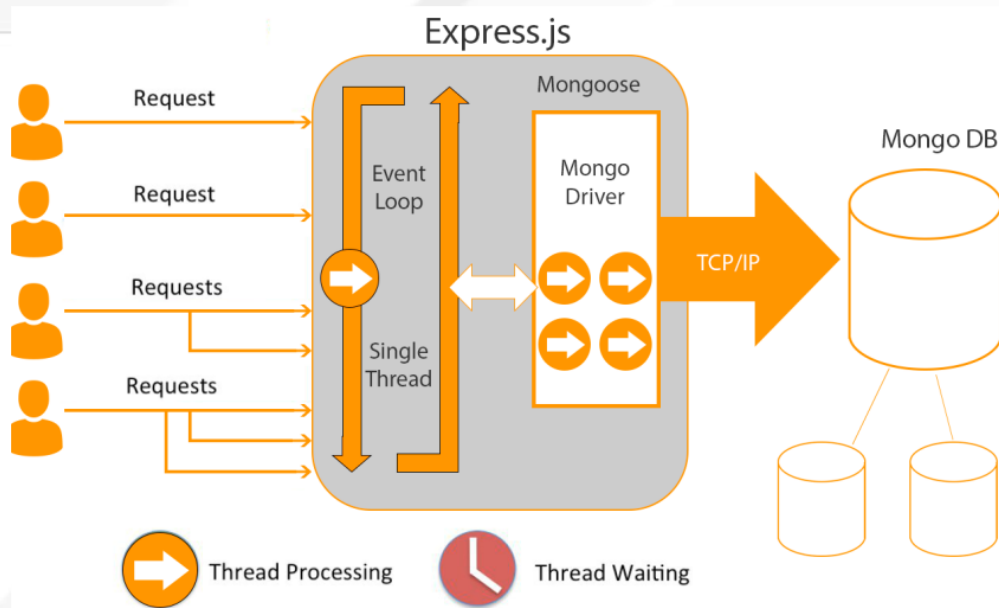 Express.js
Request
Request
Requests
Requests
Event
Loop
Single
Thread
Mongoose
Mongo
Driver
TCP/IP
Mongo DB
Thread Processing
Thread Waiting